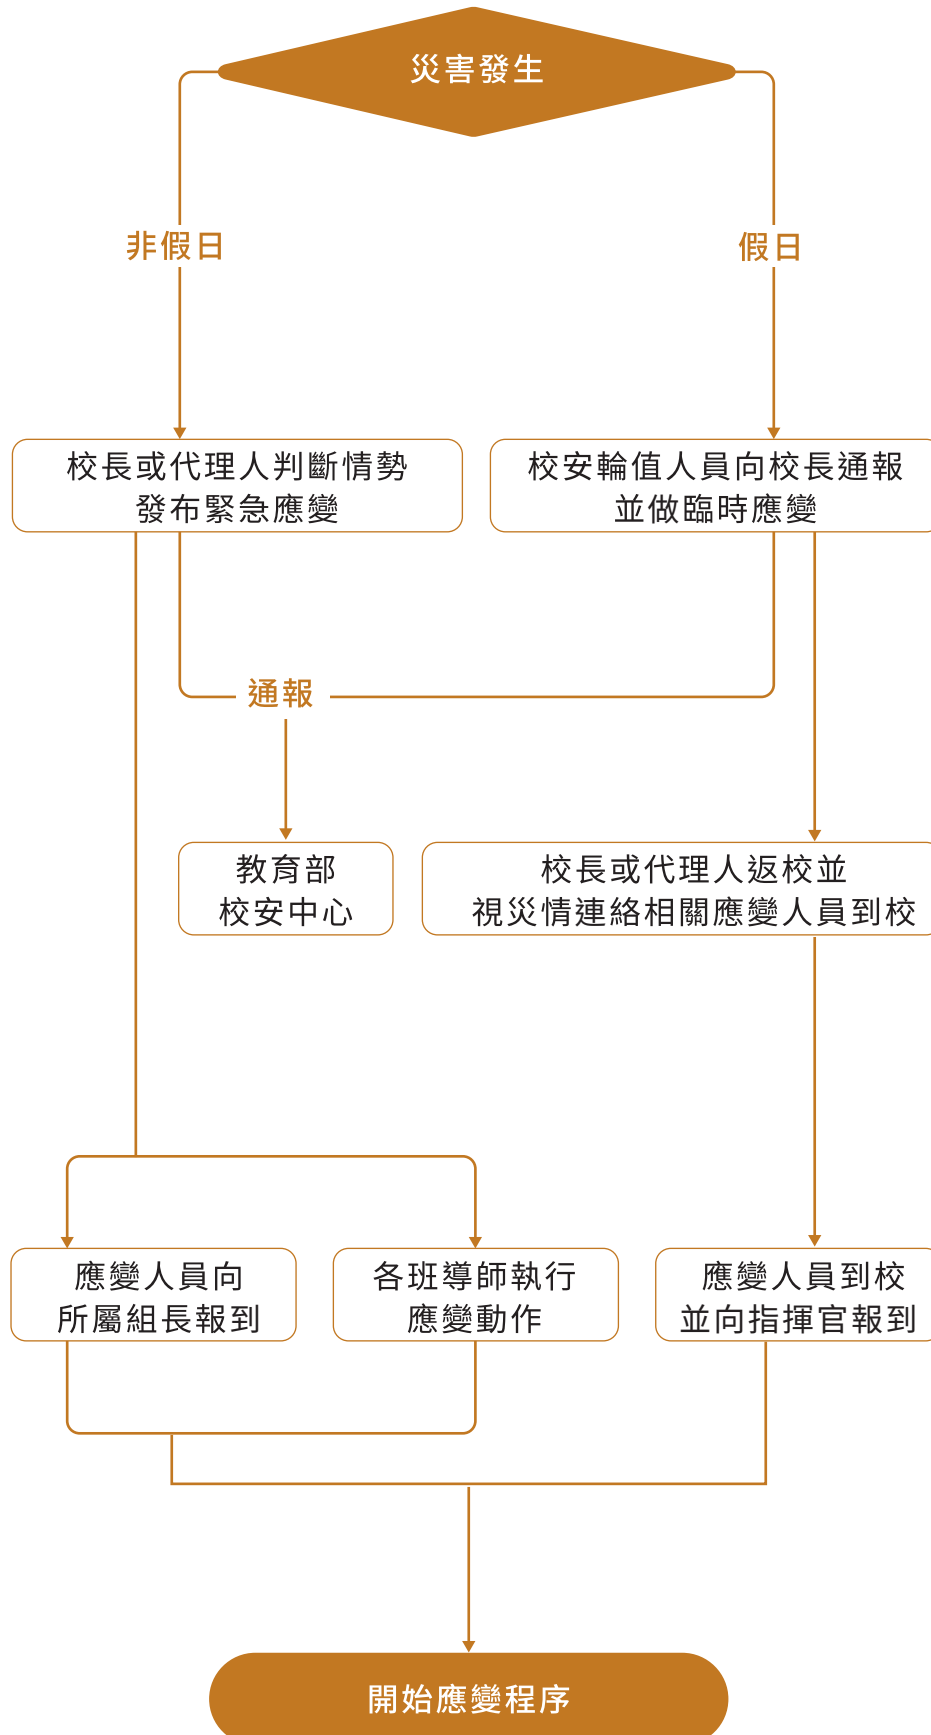 災害發生
非假日
假日
校長或代理人判斷情勢
發布緊急應變
校安輪值人員向校長通報
並做臨時應變
通報
教育部
校安中心
校長或代理人返校並
視災情連絡相關應變人員到校
應變人員向
所屬組長報到
各班導師執行
應變動作
應變人員到校
並向指揮官報到
開始應變程序